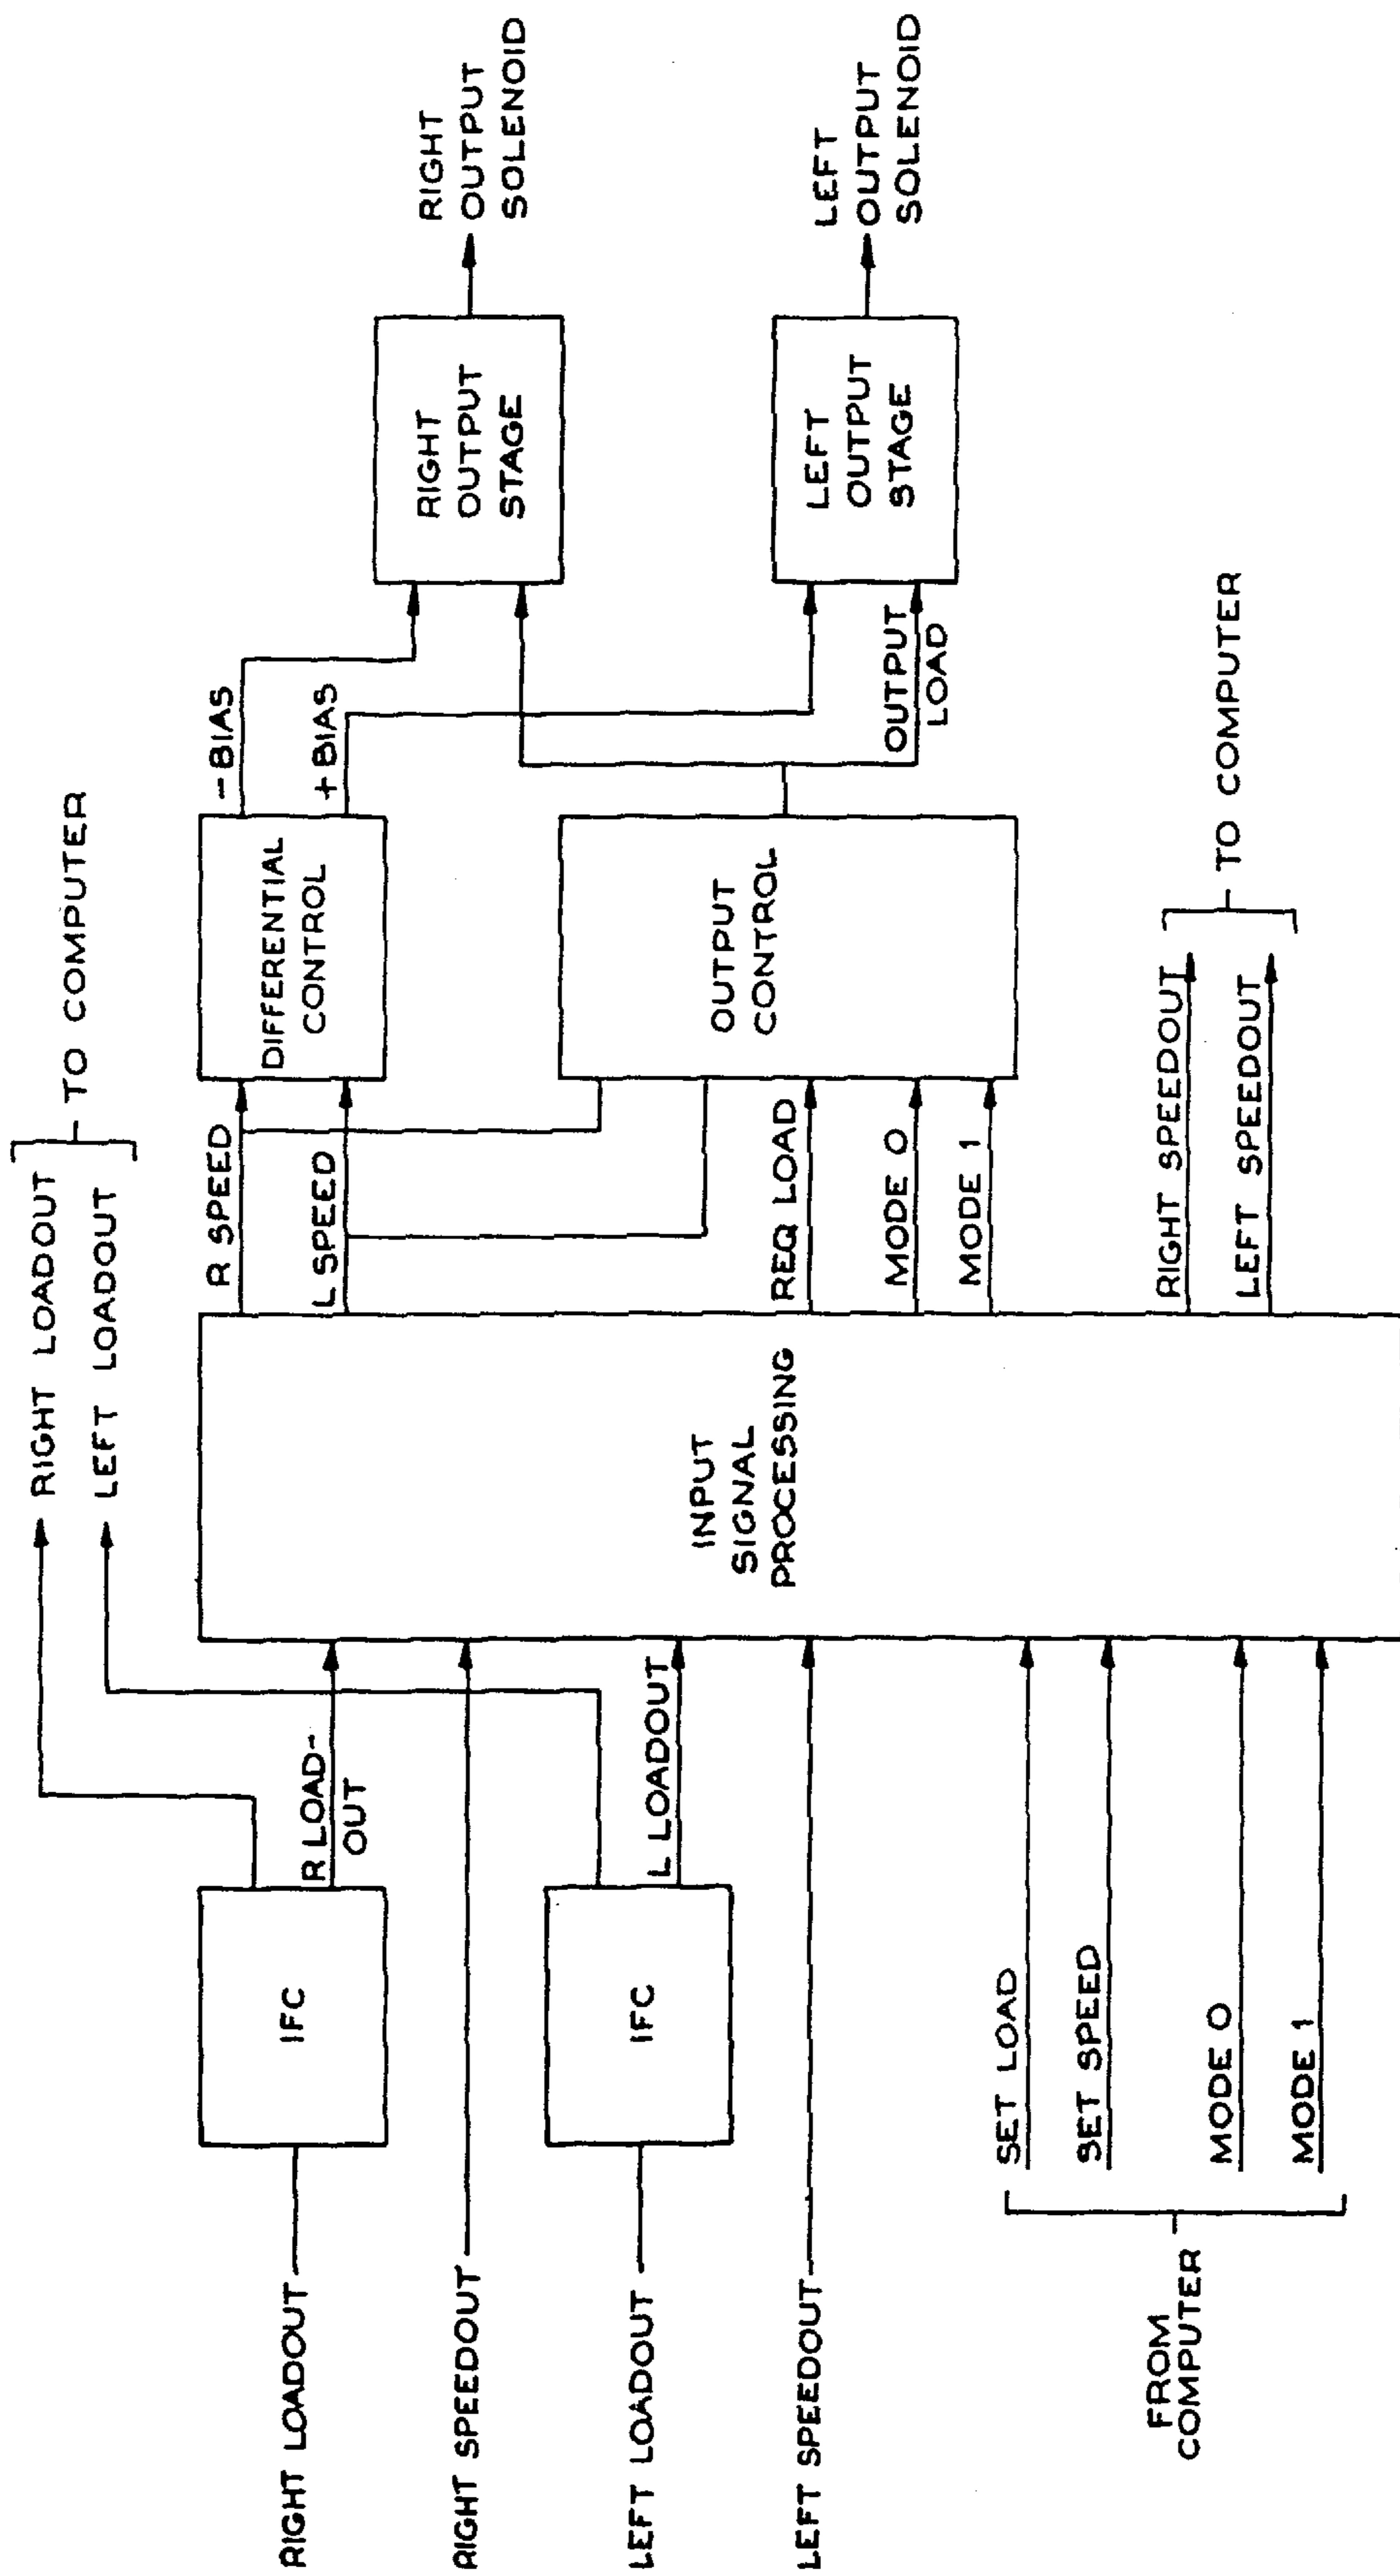 RIGHT LOADOUT
RIGHT SPEEDOUT
LEFT LOADOUT
LEFT SPEEDOUT
FROM
COMPUTER
SET LOAD
SET SPEED
MODE 0
MODE 1
IFC
IFC
R LOAD-
OUT
L LOADOUT
RIGHT LOADOUT
LEFT LOADOUT
TO COMPUTER
INPUT
SIGNAL
PROCESSING
R SPEED
L SPEED
REQ LOAD
MODE 0
MODE 1
RIGHT SPEEDOUT
LEFT SPEEDOUT
TO COMPUTER
DIFFERENTIAL
CONTROL
OUTPUT
CONTROL
-BIAS
+BIAS
OUTPUT
LOAD
RIGHT
OUTPUT
STAGE
LEFT
OUTPUT
STAGE
RIGHT
OUTPUT
SOLENOID
LEFT
OUTPUT
SOLENOID